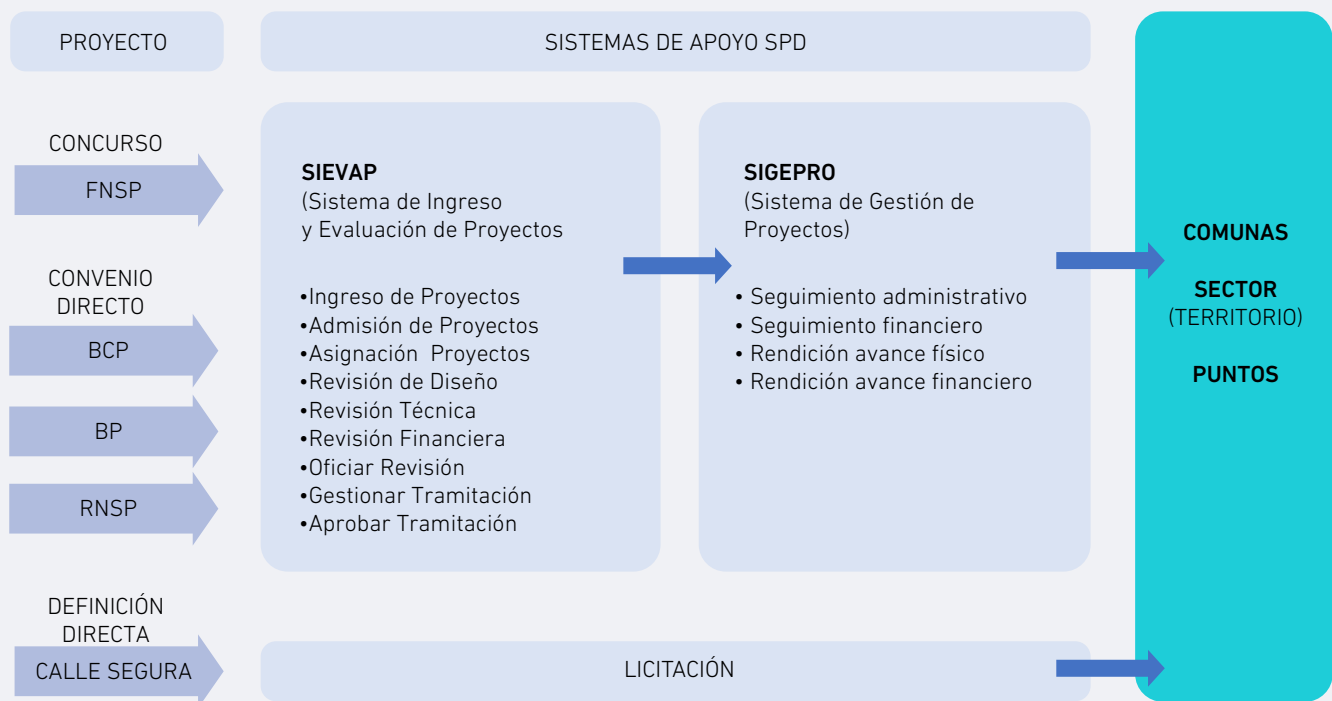 PROYECTO
SISTEMAS DE APOYO SPD
CONCURSO
FNSP
CONVENIO
DIRECTO
BCP
BP
RNSP
DEFINICIÓN
DIRECTA
CALLE SEGURA
SIEVAP
(Sistema de Ingreso
y Evaluación de Proyectos
•Ingreso de Proyectos
•Admisión de Proyectos
•Asignación Proyectos
•Revisión de Diseño
•Revisión Técnica
•Revisión Financiera
•Oficiar Revisión
•Gestionar Tramitación
•Aprobar Tramitación
SIGEPRO
(Sistema de Gestión de
Proyectos)
• Seguimiento administrativo
• Seguimiento financiero
• Rendición avance físico
• Rendición avance financiero
LICITACIÓN
COMUNAS
SECTOR
(TERRITORIO)
PUNTOS